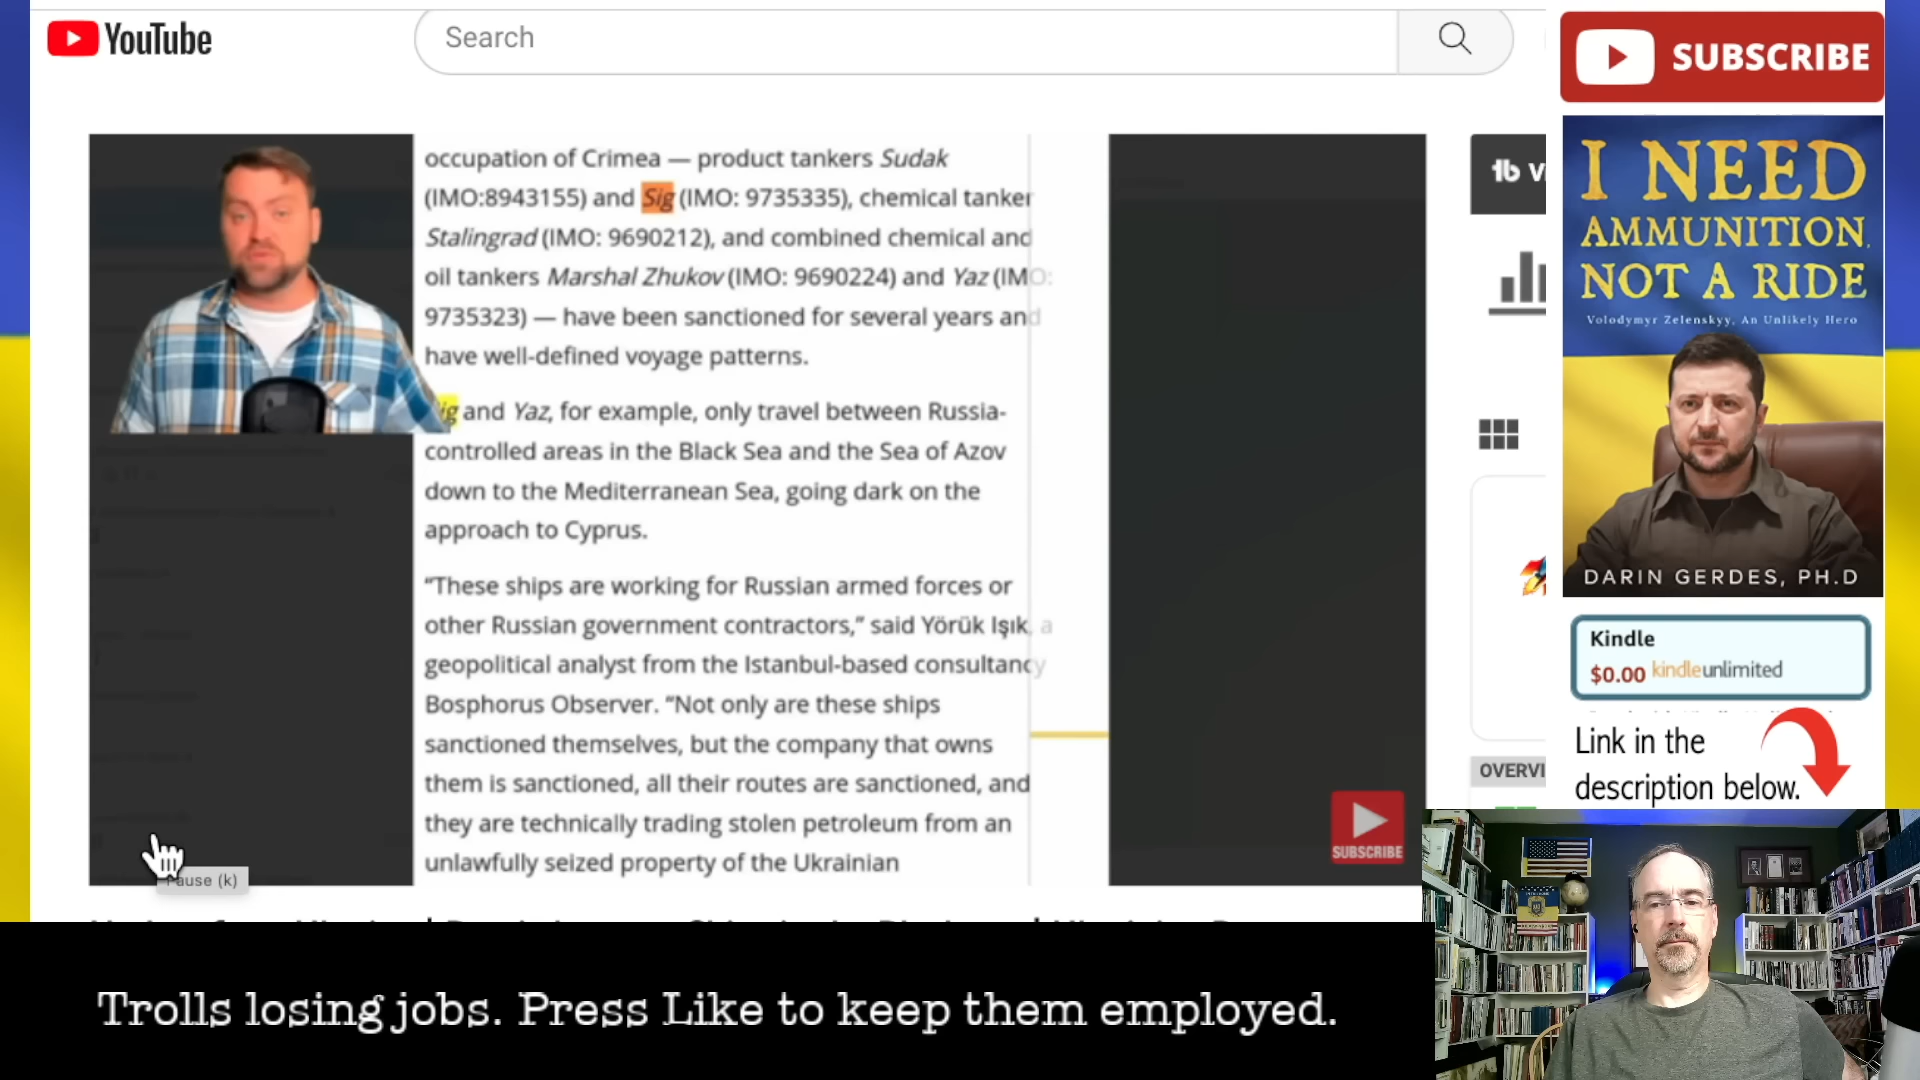 YouTube
Search
SUBSCRIBE
occupation of Crimea — product tankers Sudak
(IMO:8943155) and Sig (IMO: 9735335), chemical tanker
Stalingrad (IMO: 9690212), and combined chemical and
oil tankers Marshal Zhukov (IMO: 9690224) and Yaz (IMO:
9735323) — have been sanctioned for several years and
have well-defined voyage patterns.
ig and Yaz, for example, only travel between Russia-
controlled areas in the Black Sea and the Sea of Azov
down to the Mediterranean Sea, going dark on the
approach to Cyprus.
“These ships are working for Russian armed forces or
other Russian government contractors,” said Yörük Işık, a
geopolitical analyst from the Istanbul-based consultancy
Bosphorus Observer. “Not only are these ships
sanctioned themselves, but the company that owns
them is sanctioned, all their routes are sanctioned, and
they are technically trading stolen petroleum from an
unlawfully seized property of the Ukrainian
Pause (k)
SUBSCRIBE
OVERVI
I NEED
AMMUNITION,
NOT A RIDE
Volodymyr Zelenskyy, An Unlikely Hero
DARIN GERDES, PH.D
Kindle
$0.00 kindleunlimited
Link in the
description below.
Trolls losing jobs. Press Like to keep them employed.